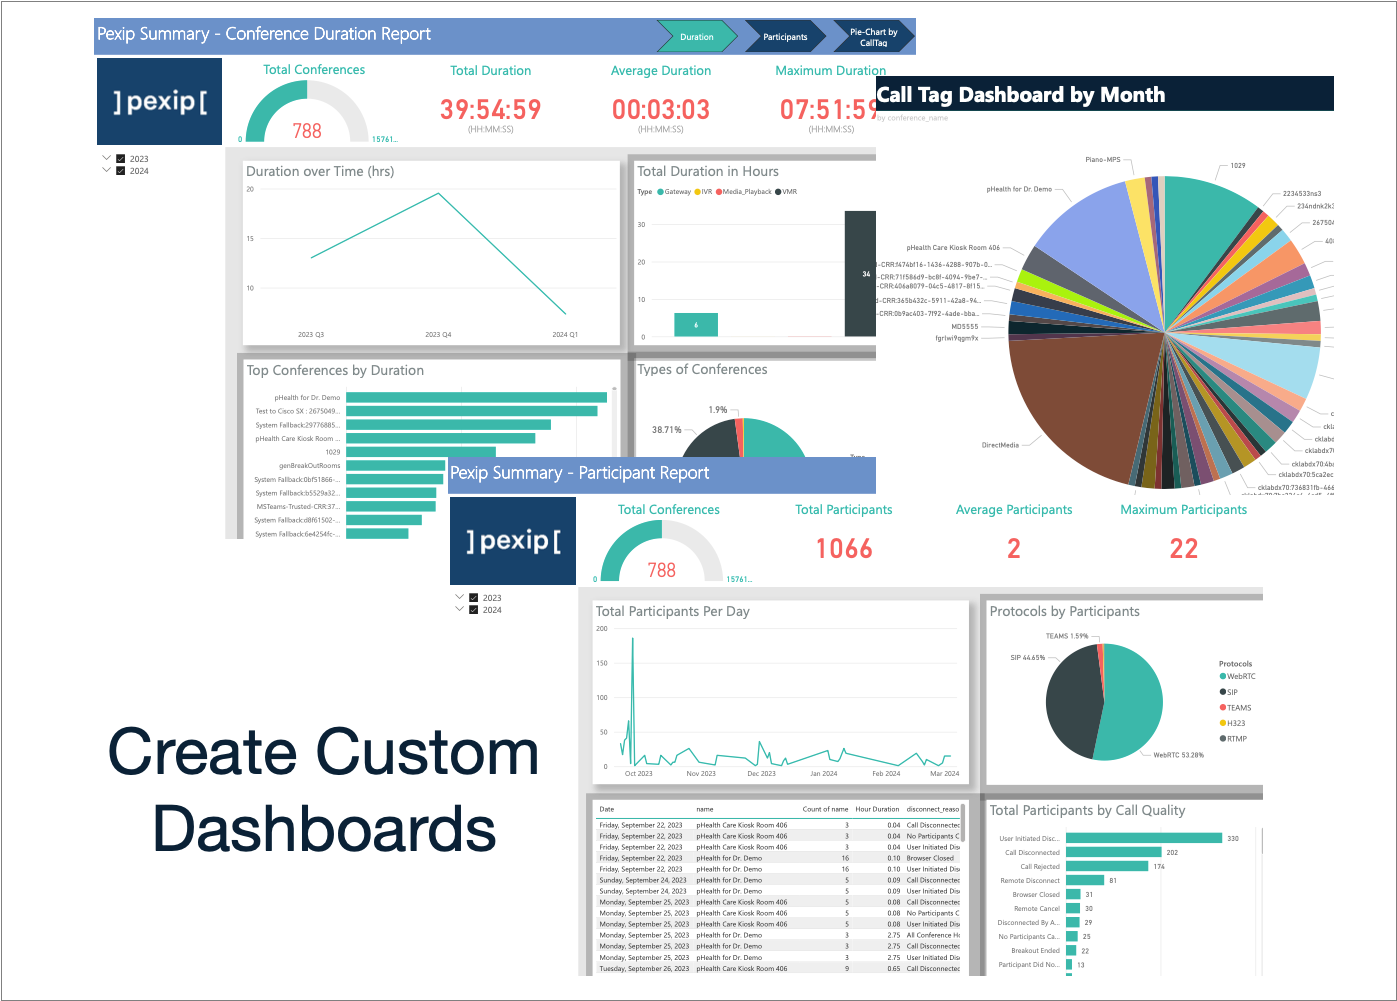 Pexip Summary - Conference Duration Report
Duration
Participants
Pie-Chart by
CallTag
]pexip[
2023
2024
Total Conferences
788
0
15761...
Total Duration
39:54:59
(HH:MM:SS)
Average Duration
00:03:03
(HH:MM:SS)
Maximum Duration
07:51:59
(HH:MM:SS)
Duration over Time (hrs)
20
15
10
2023 Q3
2023 Q4
2024 Q1
Total Duration in Hours
Type
Gateway
IVR
Media_Playback
VMR
30
20
10
0
6
34
Top Conferences by Duration
pHealth for Dr. Demo
Test to Cisco SX : 2675049...
System Fallback:29776885...
pHealth Care Kiosk Room ...
1029
genBreakOutRooms
System Fallback:0bf51866-...
System Fallback:b5529a32...
MSTeams-Trusted-CRR:37...
System Fallback:d8f61502-...
System Fallback:6e4254fc-...
Types of Conferences
1.9%
38.71%
Call Tag Dashboard by Month
by conference_name
Piano-MPS
pHealth for Dr. Demo
pHealth Care Kiosk Room 406
d-CRR:f474bf16-1436-4288-907b-0...
-CRR:71f586d9-bc8f-4094-9be7-...
-CRR:406a8079-04c5-4817-8f15...
d-CRR:365b432c-5911-42a8-94...
-CRR:0b9ac403-7f92-4ade-bba...
MD5555
fgriwi9qgm9x
DirectMedia
1029
2234533ns3
234ndnk2k3
267504
40
ck
ckla
cklab
cklabdx70
cklabdx70:4ba
cklabdx70:5ca2ec
cklabdx70:736831fb-466
Pexip Summary - Participant Report
]pexip[
2023
2024
Total Conferences
788
0
15761...
Total Participants
1066
Average Participants
2
Maximum Participants
22
Total Participants Per Day
200
150
100
50
0
Oct 2023
Nov 2023
Dec 2023
Jan 2024
Feb 2024
Mar 2024
Protocols by Participants
TEAMS 1.59%
SIP 44.65%
WebRTC 53.28%
Protocols
WebRTC
SIP
TEAMS
H323
RTMP
Date name Count of name Hour Duration disconnect_reaso
Friday, September 22, 2023 pHealth Care Kiosk Room 406 3 0.04 Call Disconnected
Friday, September 22, 2023 pHealth Care Kiosk Room 406 3 0.04 No Participants C
Friday, September 22, 2023 pHealth Care Kiosk Room 406 3 0.04 User Initiated Dis
Friday, September 22, 2023 pHealth for Dr. Demo 16 0.10 Browser Closed
Friday, September 22, 2023 pHealth for Dr. Demo 16 0.10 User Initiated Dis
Sunday, September 24, 2023 pHealth for Dr. Demo 5 0.09 Call Disconnected
Sunday, September 24, 2023 pHealth for Dr. Demo 5 0.09 User Initiated Dis
Monday, September 25, 2023 pHealth Care Kiosk Room 406 5 0.08 Call Disconnected
Monday, September 25, 2023 pHealth Care Kiosk Room 406 5 0.08 No Participants C
Monday, September 25, 2023 pHealth Care Kiosk Room 406 5 0.08 User Initiated Dis
Monday, September 25, 2023 pHealth for Dr. Demo 3 2.75 All Conference Ho
Monday, September 25, 2023 pHealth for Dr. Demo 3 2.75 Call Disconnected
Monday, September 25, 2023 pHealth for Dr. Demo 3 2.75 User Initiated Dis
Tuesday, September 26, 2023 pHealth Care Kiosk Room 406 9 0.65 Call Disconnected
Total Participants by Call Quality
User Initiated Disc... 330
Call Disconnected 202
Call Rejected 174
Remote Disconnect 81
Browser Closed 31
Remote Cancel 30
Disconnected By A... 29
No Participants Ca... 25
Breakout Ended 22
Participant Did No... 13
Create Custom
Dashboards